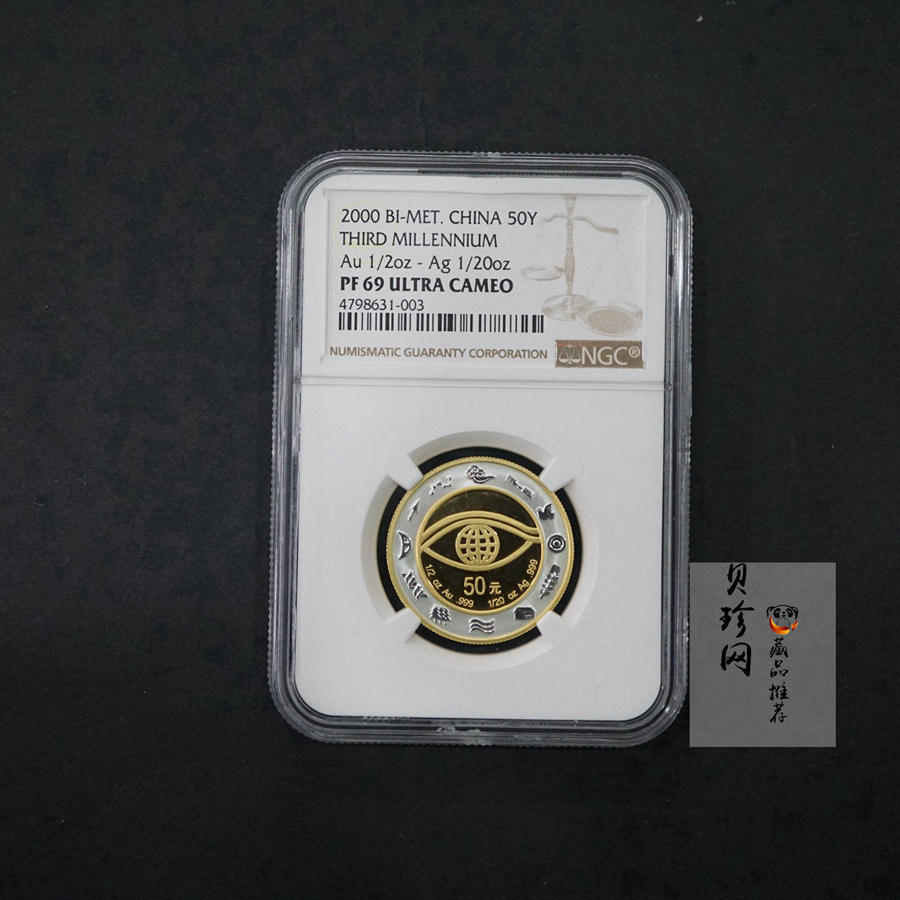 2000 BI-MET. CHINA 50Y
THIRD MILLENNIUM
Au 1/2oz - Ag 1/20oz
PF 69 ULTRA CAMEO
4798631-003
NUMISMATIC GUARANTY CORPORATION
NGC®
50元
1/2 oz Au .999 1/20 oz Ag .999
贝珍网
藏品推荐